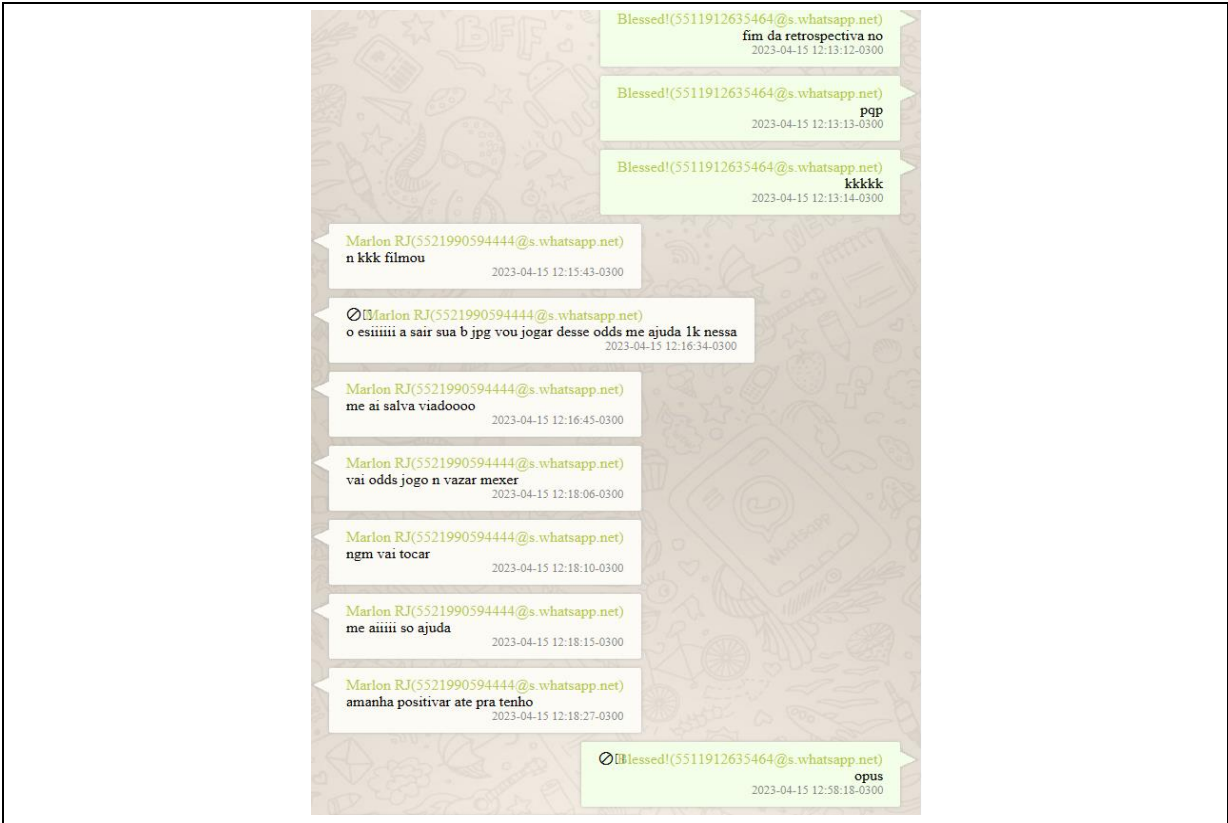 Blessed!(5511912635464@s.whatsapp.net)
fim da retrospectiva no
2023-04-15 12:13:12-0300
Blessed!(5511912635464@s.whatsapp.net)
pqp
2023-04-15 12:13:13-0300
Blessed!(5511912635464@s.whatsapp.net)
kkkkk
2023-04-15 12:13:14-0300
Marlon RJ(5521990594444@s.whatsapp.net)
n kkk filmou
2023-04-15 12:15:43-0300
Marlon RJ(5521990594444@s.whatsapp.net)
o esiiiiii a sair sua b jpg vou jogar desse odds me ajuda 1k nessa
2023-04-15 12:16:34-0300
Marlon RJ(5521990594444@s.whatsapp.net)
me ai salva viadoooo
2023-04-15 12:16:45-0300
Marlon RJ(5521990594444@s.whatsapp.net)
vai odds jogo n vazar mexer
2023-04-15 12:18:06-0300
Marlon RJ(5521990594444@s.whatsapp.net)
ngm vai tocar
2023-04-15 12:18:10-0300
Marlon RJ(5521990594444@s.whatsapp.net)
me aiiiii so ajuda
2023-04-15 12:18:15-0300
Marlon RJ(5521990594444@s.whatsapp.net)
amanha positivar ate pra tenho
2023-04-15 12:18:27-0300
Blessed!(5511912635464@s.whatsapp.net)
opus
2023-04-15 12:58:18-0300